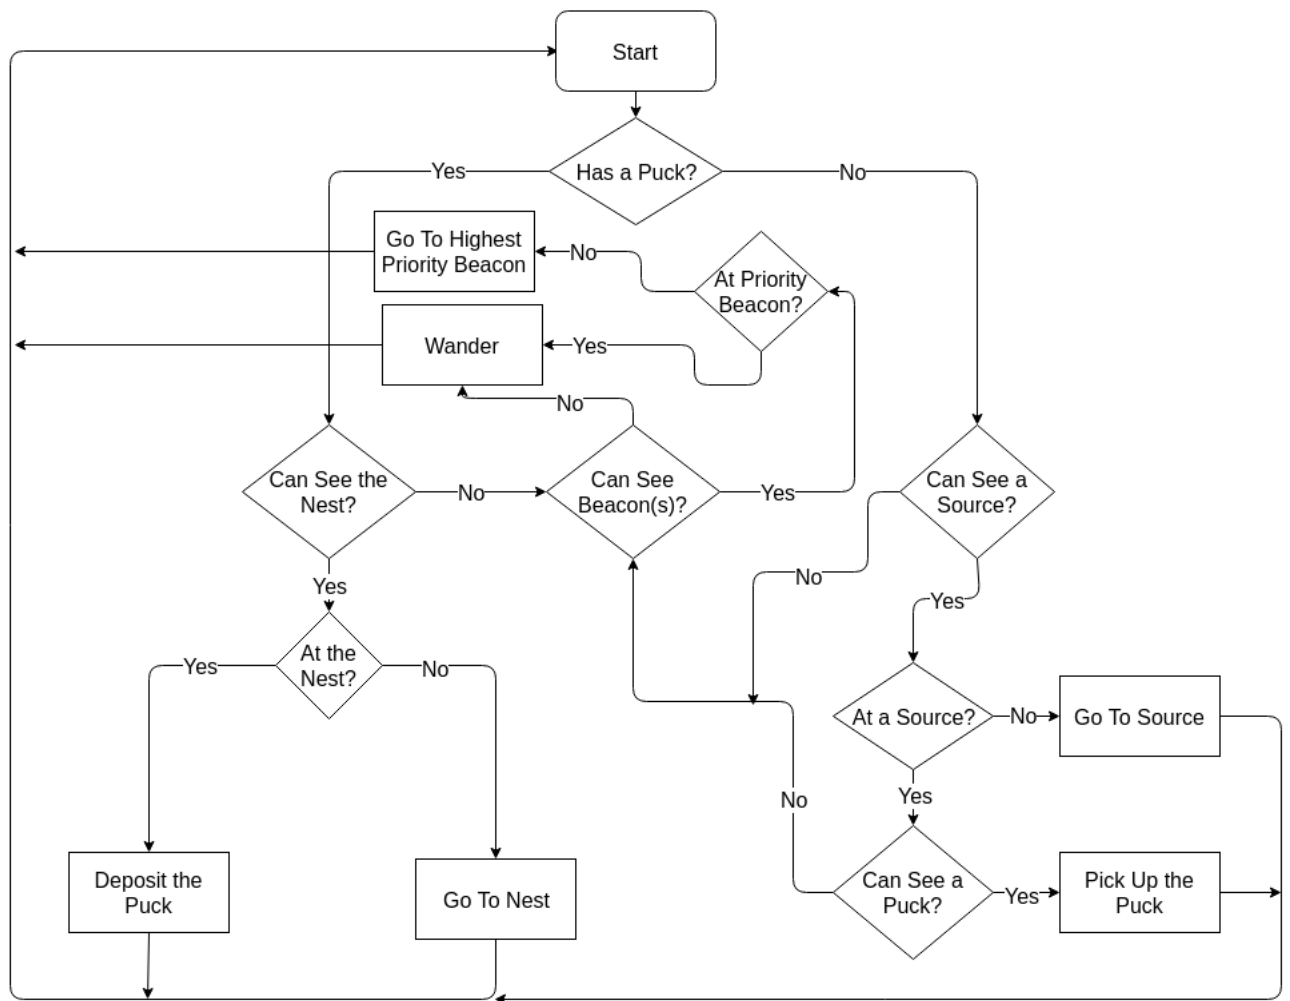 Start
Has a Puck?
Yes
No
Go To Highest
Priority Beacon
No
At Priority
Beacon?
Wander
Yes
No
Can See the
Nest?
No
Can See
Beacon(s)?
Yes
Can See a
Source?
No
Yes
Yes
At the
Nest?
Yes
No
At a Source?
No
Go To Source
Yes
No
Deposit the
Puck
Go To Nest
Can See a
Puck?
Yes
Pick Up the
Puck